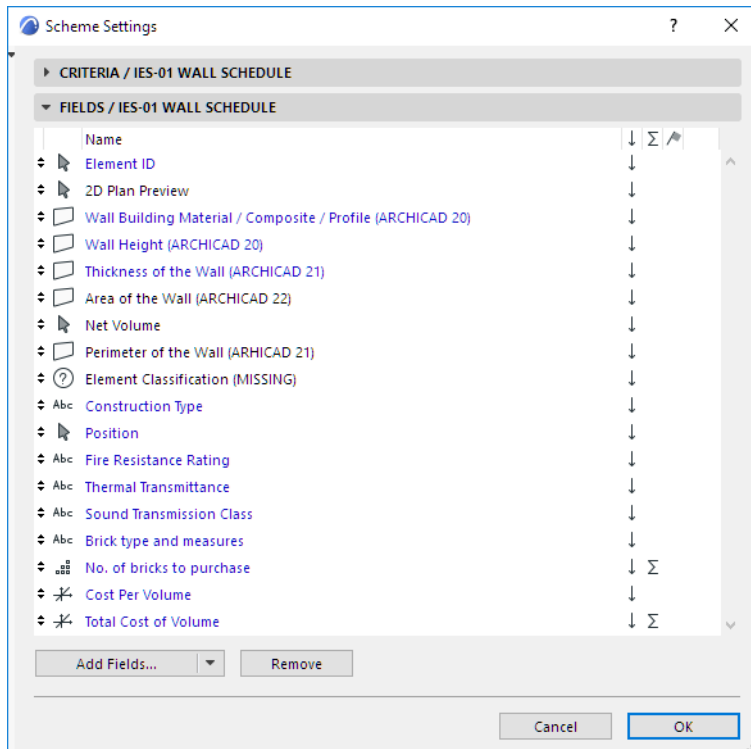 Scheme Settings ?
CRITERIA / IES-01 WALL SCHEDULE
FIELDS / IES-01 WALL SCHEDULE
Name ↓ Σ
Element ID ↓
2D Plan Preview ↓
Wall Building Material / Composite / Profile (ARCHICAD 20) ↓
Wall Height (ARCHICAD 20) ↓
Thickness of the Wall (ARHICAD 21) ↓
Area of the Wall (ARCHICAD 22) ↓
Net Volume ↓
Perimeter of the Wall (ARHICAD 21) ↓
? Element Classification (MISSING) ↓
Abc Construction Type ↓
Position ↓
Abc Fire Resistance Rating ↓
Abc Thermal Transmittance ↓
Abc Sound Transmission Class ↓
Abc Brick type and measures ↓
No. of bricks to purchase ↓ Σ
Cost Per Volume ↓
Total Cost of Volume ↓ Σ
Add Fields... Remove
Cancel OK